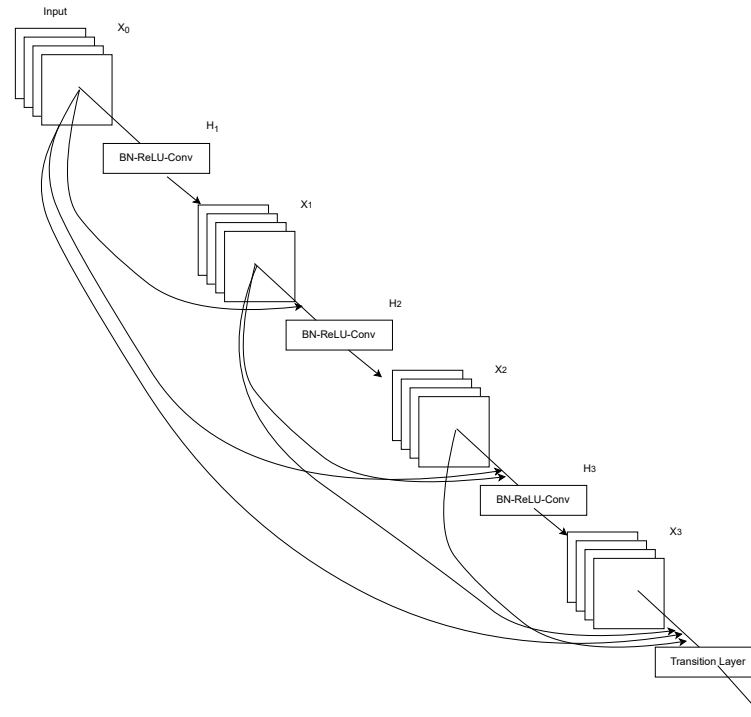 Input
X0
H1
BN-ReLU-Conv
X1
H2
BN-ReLU-Conv
X2
H3
BN-ReLU-Conv
X3
Transition Layer